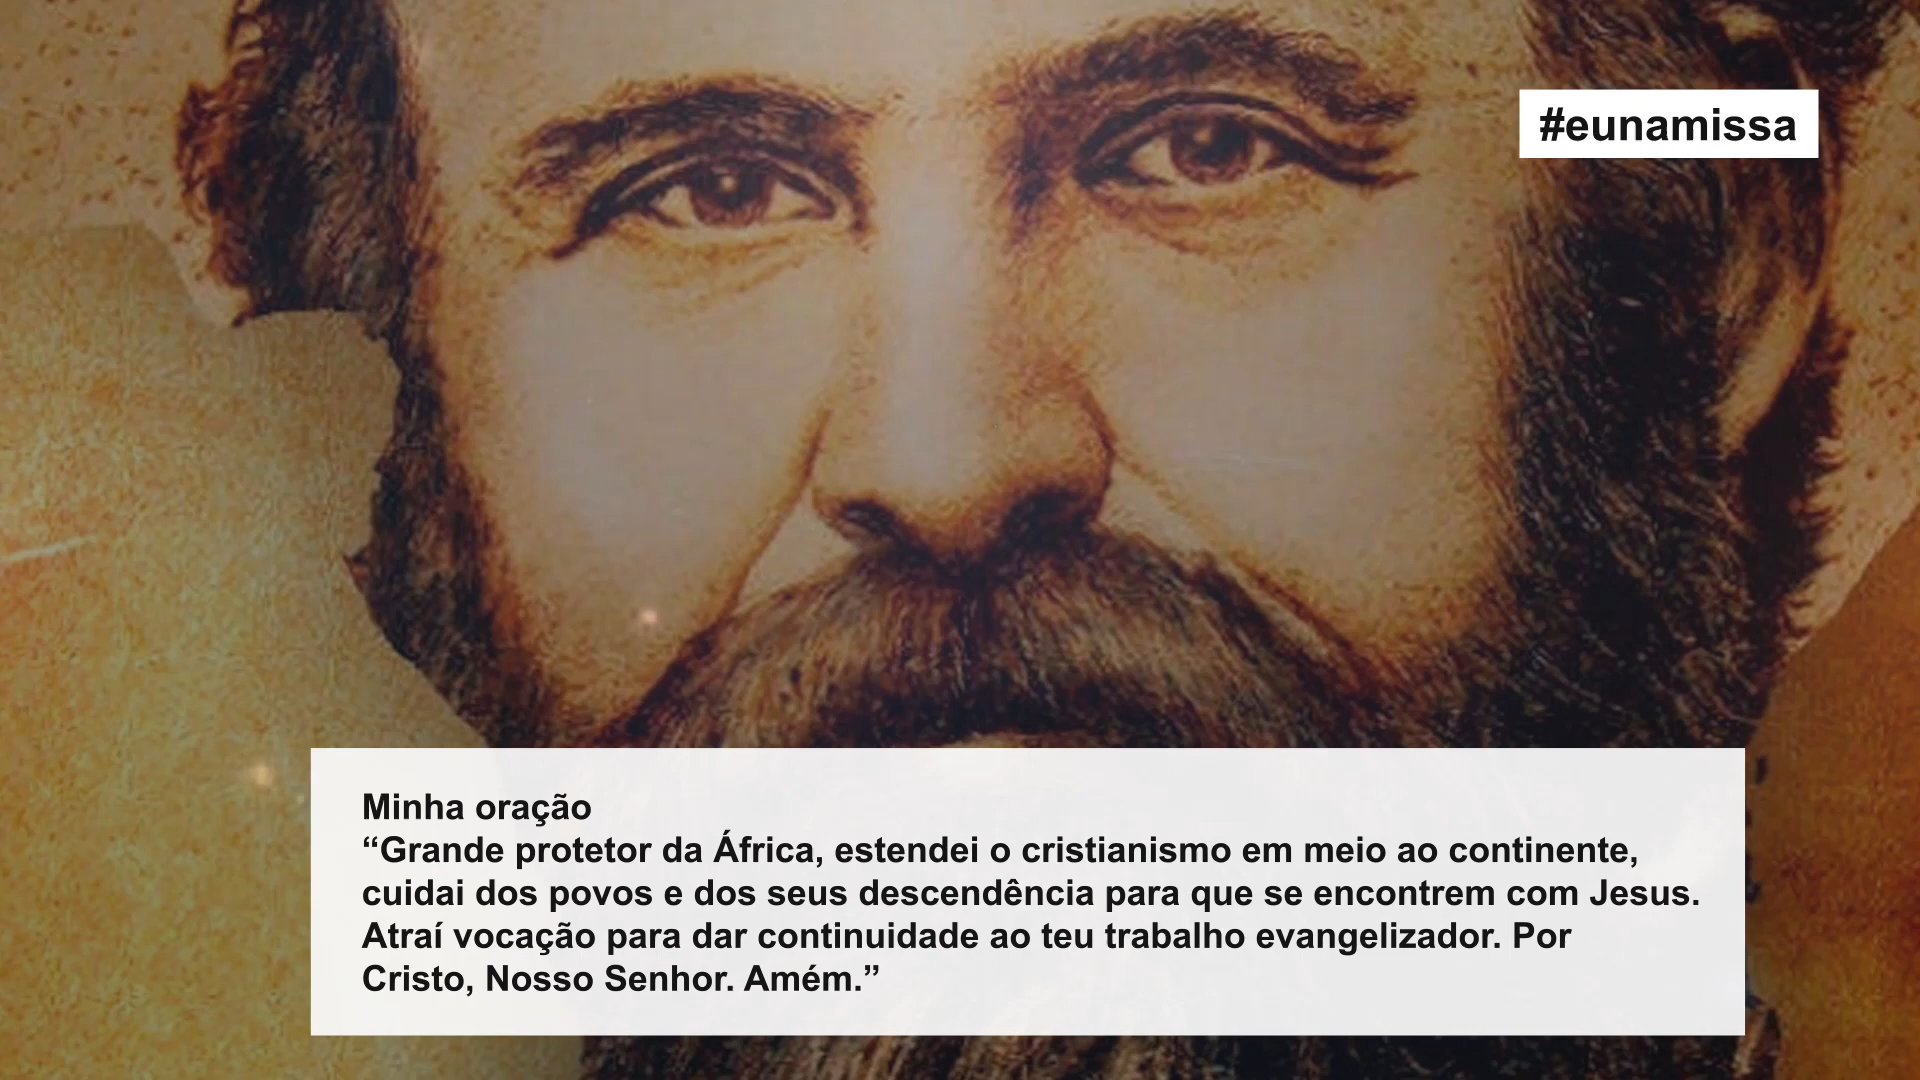 #eunamissa
Minha oração
“Grande protetor da África, estendei o cristianismo em meio ao continente,
cuidai dos povos e dos seus descendência para que se encontrem com Jesus.
Atraí vocação para dar continuidade ao teu trabalho evangelizador. Por
Cristo, Nosso Senhor. Amém.”